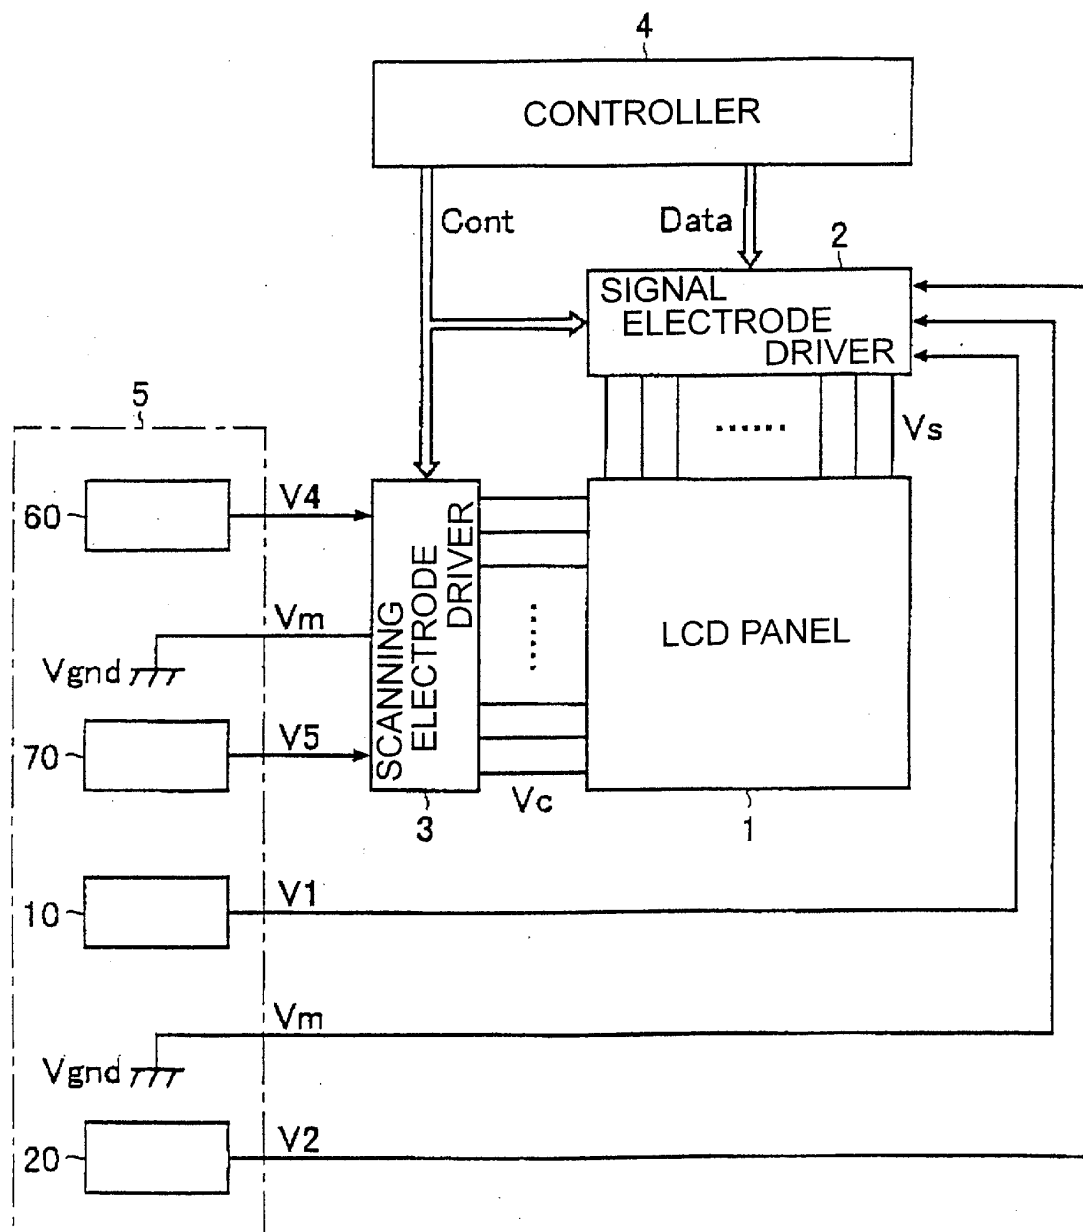 4
CONTROLLER
Cont
Data
2
SIGNAL
ELECTRODE
DRIVER
5
Vs
60
V4
SCANNING
ELECTRODE
DRIVER
LCD PANEL
Vm
Vgnd
70
V5
Vc
3
1
10
V1
Vm
Vgnd
20
V2